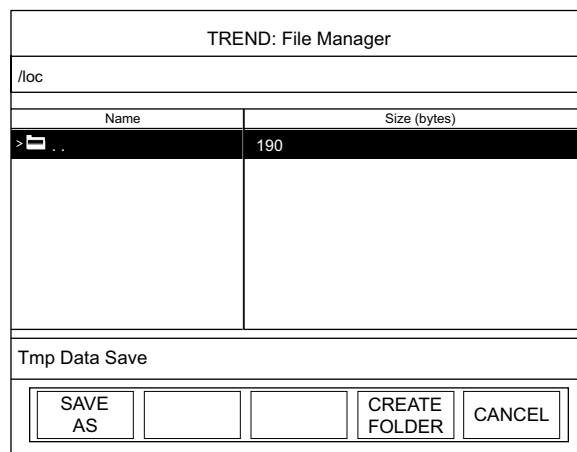 TREND: File Manager
/loc
Name Size (bytes)
> . . 190
Tmp Data Save
SAVE AS
CREATE FOLDER
CANCEL